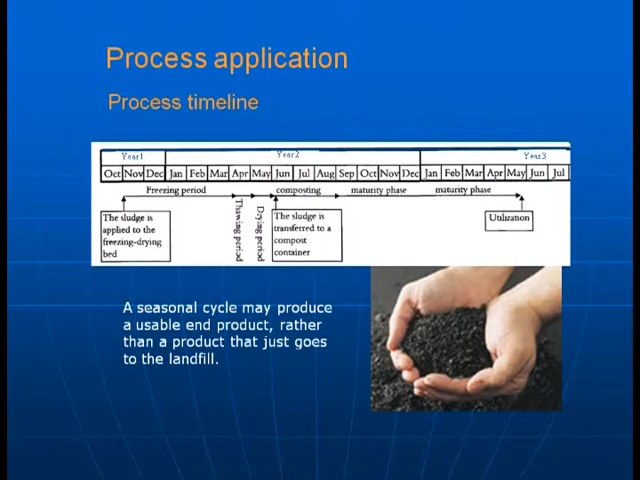 Process application
Process timeline
Year1 Year2 Year3
Oct Nov Dec Jan Feb Mar Apr May Jun Jul Aug Sep Oct Nov Dec Jan Feb Mar Apr May Jun Jul
Freezing period composting maturity phase maturity phase
Thawing period
Drying period
The sludge is
applied to the
freezing-drying
bed
The sludge is
transferred to a
compost
container
Utilization
A seasonal cycle may produce
a usable end product, rather
than a product that just goes
to the landfill.